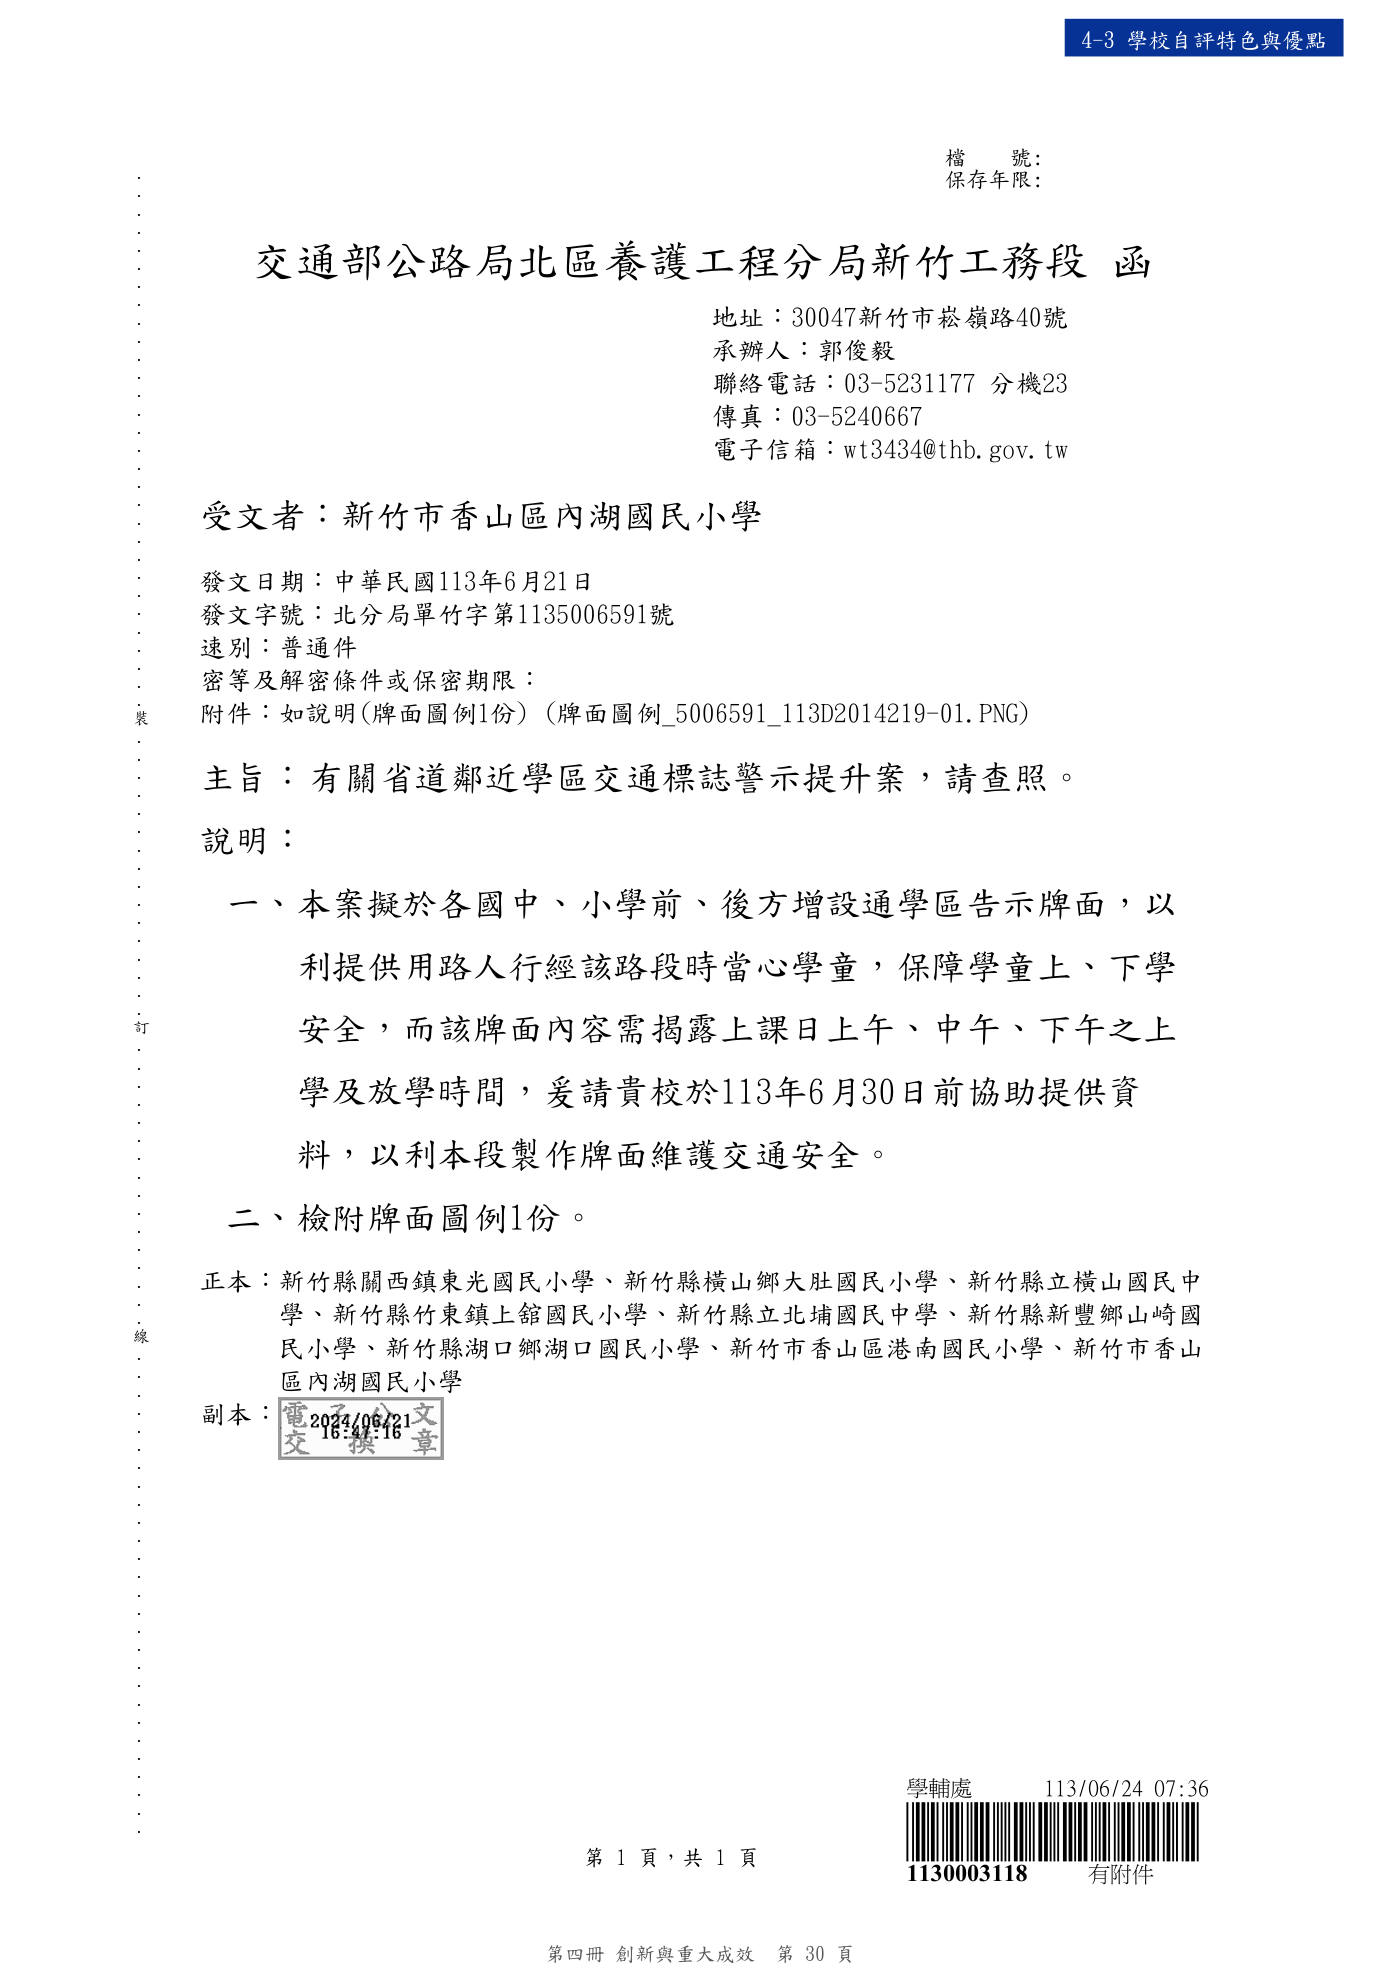 4-3 學校自評特色與優點
檔　　號:
保存年限:
交通部公路局北區養護工程分局新竹工務段 函
地址：30047新竹市崧嶺路40號
承辦人：郭俊毅
聯絡電話：03-5231177 分機23
傳真：03-5240667
電子信箱：wt3434@thb.gov.tw
受文者：新竹市香山區內湖國民小學
發文日期：中華民國113年6月21日
發文字號：北分局單竹字第1135006591號
速別：普通件
密等及解密條件或保密期限：
附件：如說明(牌面圖例1份) (牌面圖例_5006591_113D2014219-01.PNG)
主旨：有關省道鄰近學區交通標誌警示提升案，請查照。
說明：
一、本案擬於各國中、小學前、後方增設通學區告示牌面，以
利提供用路人行經該路段時當心學童，保障學童上、下學
安全，而該牌面內容需揭露上課日上午、中午、下午之上
學及放學時間，爰請貴校於113年6月30日前協助提供資
料，以利本段製作牌面維護交通安全。
二、檢附牌面圖例1份。
正本：新竹縣關西鎮東光國民小學、新竹縣橫山鄉大肚國民小學、新竹縣立橫山國民中
學、新竹縣竹東鎮上舘國民小學、新竹縣立北埔國民中學、新竹縣新豐鄉山崎國
民小學、新竹縣湖口鄉湖口國民小學、新竹市香山區港南國民小學、新竹市香山
區內湖國民小學
副本：
電子公文
2024/06/21
16:47:16
交換章
裝
訂
線
學輔處 113/06/24 07:36
1130003118 有附件
第 1 頁，共 1 頁
第四冊 創新與重大成效 第 30 頁